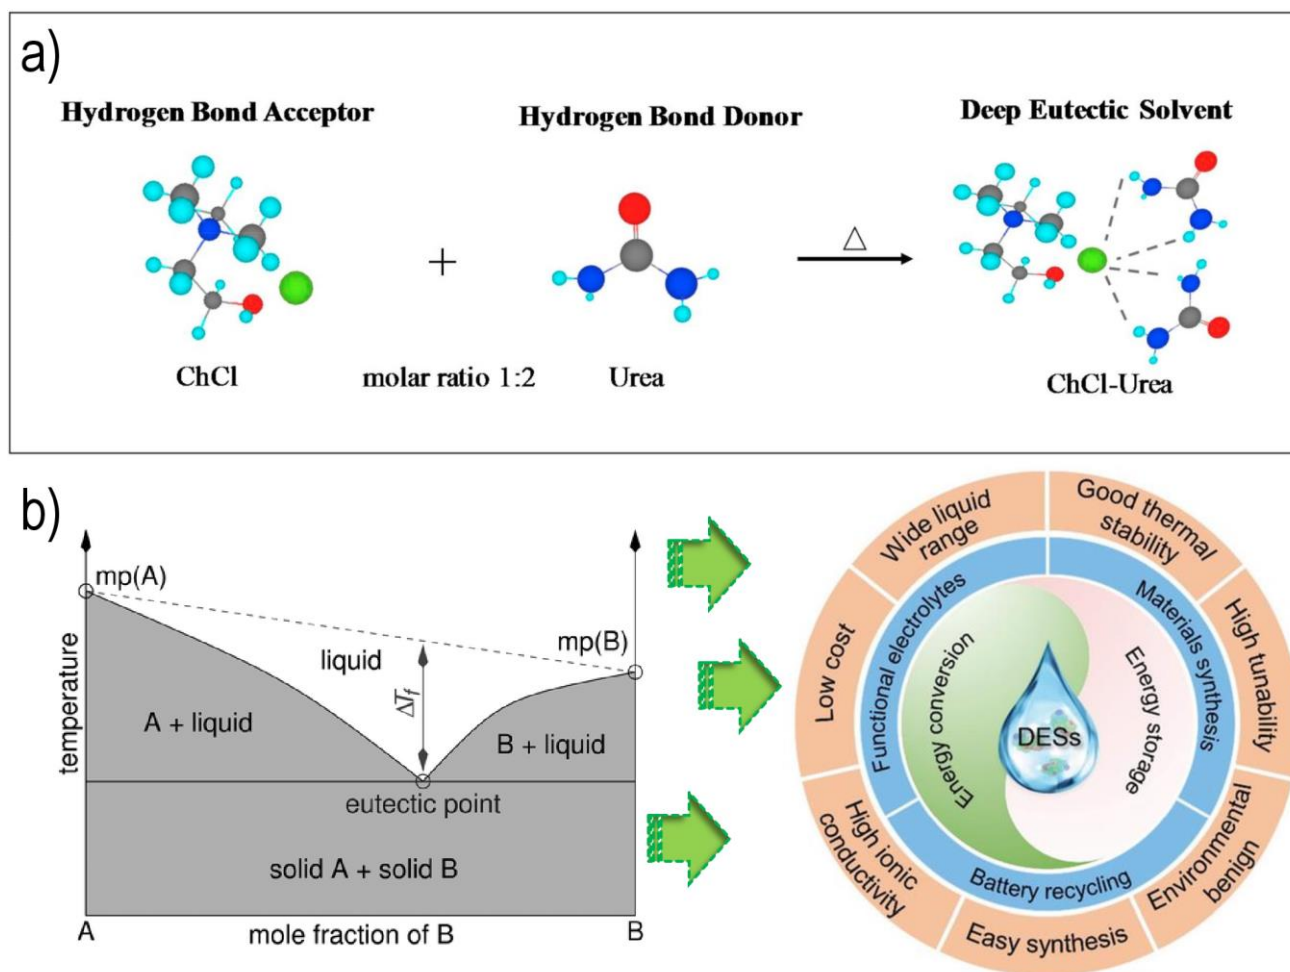 a)
Hydrogen Bond Acceptor
Hydrogen Bond Donor
Deep Eutectic Solvent
+
△
ChCl
molar ratio 1:2
Urea
ChCl-Urea
b)
mp(A)
mp(B)
liquid
ΔTf
A + liquid
B + liquid
eutectic point
solid A + solid B
temperature
A
mole fraction of B
B
Wide liquid
range
Good thermal
stability
High tunability
Environmental
benign
Easy synthesis
High ionic
conductivity
Low cost
Functional electrolytes
Materials synthesis
Battery recycling
Energy conversion
Energy storage
DESs